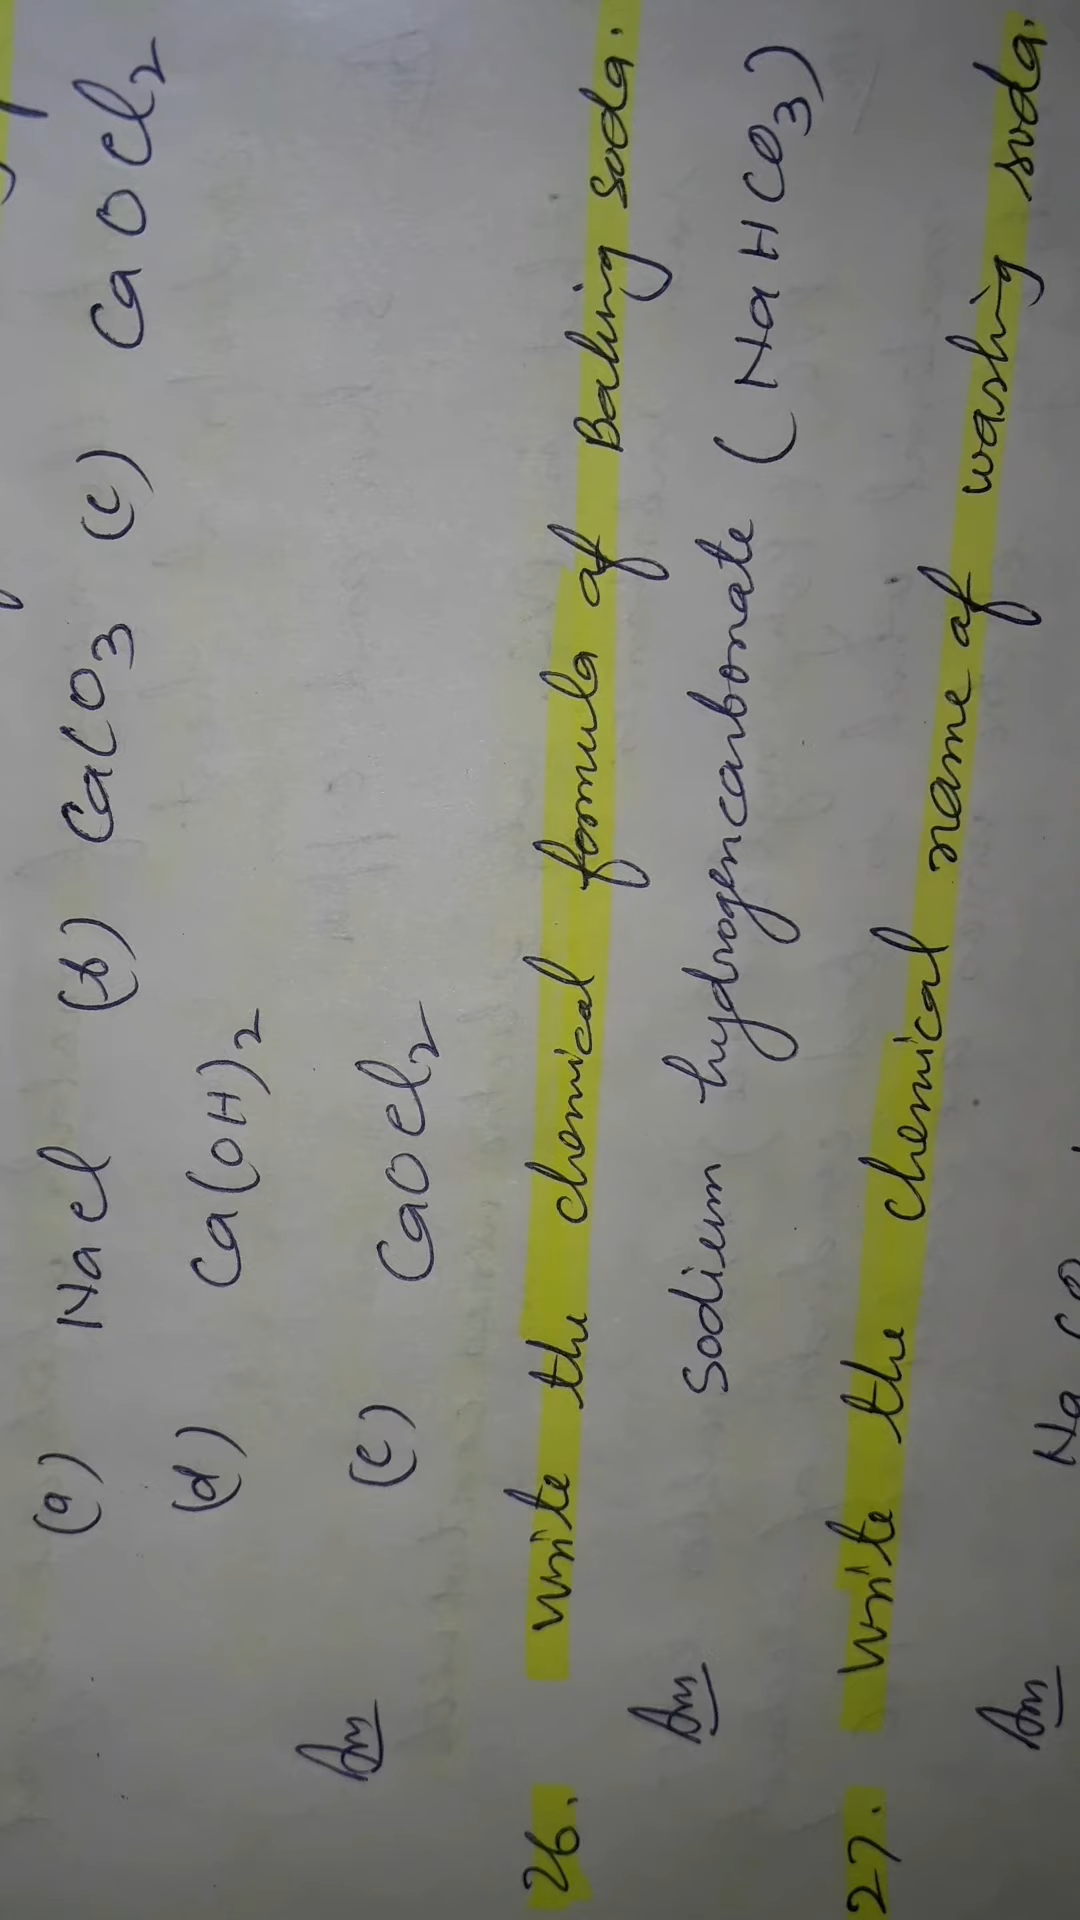 (a) NaCl (b) CaCO3 (c) CaOCl2
(d) Ca(OH)2
Ans (c) CaOCl2
26. Write the chemical formula of Baking soda.
Ans Sodium hydrogencarbonate (NaHCO3)
27. Write the chemical name of washing soda.
Ans